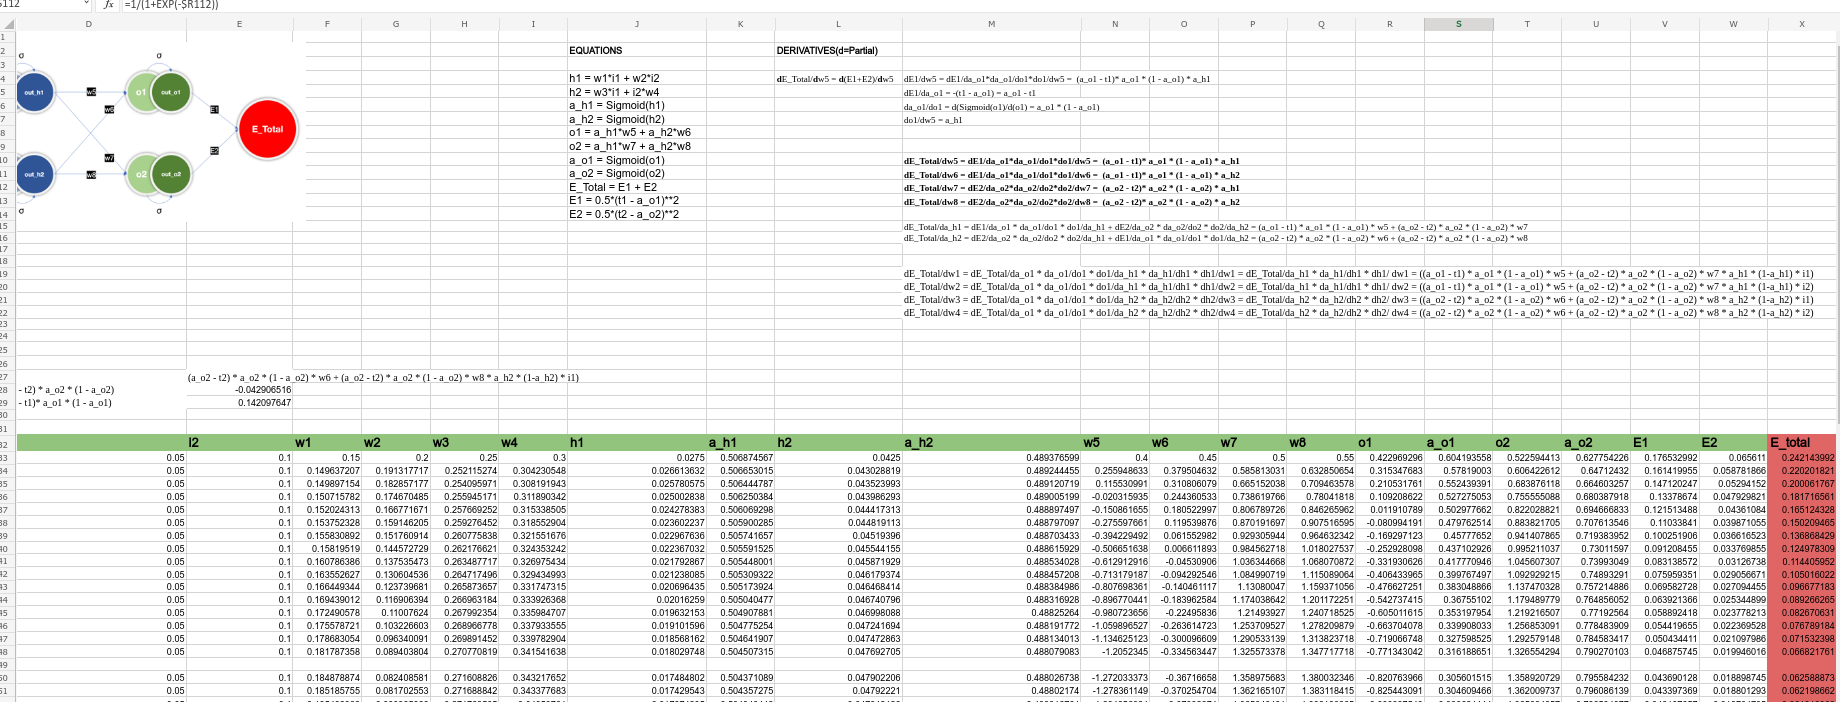 S112 fx =1/(1+EXP(-$R112))
D E F G H I J K L M N O P Q R S T U V W X
σ σ
2 EQUATIONS DERIVATIVES(d=Partial)
4 h1 = w1*i1 + w2*i2 dE_Total/dw5 = d(E1+E2)/dw5 dE1/dw5 = dE1/da_o1*da_o1/do1*do1/dw5 = (a_o1 - t1)* a_o1 * (1 - a_o1) * a_h1
out_h1 w5 o1 out_o1
h2 = w3*i1 + i2*w4 dE1/da_o1 = -(t1 - a_o1) = a_o1 - t1
w6 E1
a_h1 = Sigmoid(h1) da_o1/do1 = d(Sigmoid(o1)/d(o1) = a_o1 * (1 - a_o1)
a_h2 = Sigmoid(h2) do1/dw5 = a_h1
E_Total
o1 = a_h1*w5 + a_h2*w6
o2 = a_h1*w7 + a_h2*w8
w7 E2
a_o1 = Sigmoid(o1) dE_Total/dw5 = dE1/da_o1*da_o1/do1*do1/dw5 = (a_o1 - t1)* a_o1 * (1 - a_o1) * a_h1
out_h2 w8 o2 out_o2
a_o2 = Sigmoid(o2) dE_Total/dw6 = dE1/da_o1*da_o1/do1*do1/dw6 = (a_o1 - t1)* a_o1 * (1 - a_o1) * a_h2
E_Total = E1 + E2 dE_Total/dw7 = dE2/da_o2*da_o2/do2*do2/dw7 = (a_o2 - t2)* a_o2 * (1 - a_o2) * a_h1
E1 = 0.5*(t1 - a_o1)**2 dE_Total/dw8 = dE2/da_o2*da_o2/do2*do2/dw8 = (a_o2 - t2)* a_o2 * (1 - a_o2) * a_h2
σ σ
E2 = 0.5*(t2 - a_o2)**2
dE_Total/da_h1 = dE1/da_o1 * da_o1/do1 * do1/da_h1 + dE2/da_o2 * da_o2/do2 * do2/da_h1 = (a_o1 - t1) * a_o1 * (1 - a_o1) * w5 + (a_o2 - t2) * a_o2 * (1 - a_o2) * w7
dE_Total/da_h2 = dE2/da_o2 * da_o2/do2 * do2/da_h1 + dE1/da_o1 * da_o1/do1 * do1/da_h2 = (a_o2 - t2) * a_o2 * (1 - a_o2) * w6 + (a_o2 - t2) * a_o2 * (1 - a_o2) * w8
dE_Total/dw1 = dE_Total/da_o1 * da_o1/do1 * do1/da_h1 * da_h1/dh1 * dh1/dw1 = dE_Total/da_h1 * da_h1/dh1 * dh1/ dw1 = ((a_o1 - t1) * a_o1 * (1 - a_o1) * w5 + (a_o2 - t2) * a_o2 * (1 - a_o2) * w7 * a_h1 * (1-a_h1) * i1)
dE_Total/dw2 = dE_Total/da_o1 * da_o1/do1 * do1/da_h1 * da_h1/dh1 * dh1/dw2 = dE_Total/da_h1 * da_h1/dh1 * dh1/ dw2 = ((a_o1 - t1) * a_o1 * (1 - a_o1) * w5 + (a_o2 - t2) * a_o2 * (1 - a_o2) * w7 * a_h1 * (1-a_h1) * i2)
dE_Total/dw3 = dE_Total/da_o1 * da_o1/do1 * do1/da_h2 * da_h2/dh2 * dh2/dw3 = dE_Total/da_h2 * da_h2/dh2 * dh2/ dw3 = ((a_o2 - t2) * a_o2 * (1 - a_o2) * w6 + (a_o2 - t2) * a_o2 * (1 - a_o2) * w8 * a_h2 * (1-a_h2) * i1)
dE_Total/dw4 = dE_Total/da_o1 * da_o1/do1 * do1/da_h2 * da_h2/dh2 * dh2/dw4 = dE_Total/da_h2 * da_h2/dh2 * dh2/ dw4 = ((a_o2 - t2) * a_o2 * (1 - a_o2) * w6 + (a_o2 - t2) * a_o2 * (1 - a_o2) * w8 * a_h2 * (1-a_h2) * i2)
(a_o2 - t2) * a_o2 * (1 - a_o2) * w6 + (a_o2 - t2) * a_o2 * (1 - a_o2) * w8 * a_h2 * (1-a_h2) * i1)
- t2) * a_o2 * (1 - a_o2) -0.042906516
- t1)* a_o1 * (1 - a_o1) 0.142097647
I2 w1 w2 w3 w4 h1 a_h1 h2 a_h2 w5 w6 w7 w8 o1 a_o1 o2 a_o2 E1 E2 E_total
0.05 0.1 0.15 0.2 0.25 0.3 0.0275 0.506874567 0.0425 0.489376599 0.4 0.45 0.5 0.55 0.422969296 0.604193558 0.522594413 0.627754226 0.176532992 0.065611 0.242143992
0.05 0.1 0.149637207 0.191317717 0.252115274 0.304230548 0.026613632 0.506653015 0.043028819 0.489244455 0.255948633 0.379504632 0.585813031 0.632850654 0.315347683 0.57819003 0.606422612 0.64712432 0.161419955 0.058781866 0.220201821
0.05 0.1 0.149897154 0.182857177 0.254095971 0.308191943 0.025780575 0.506444787 0.043523993 0.489120719 0.115530991 0.310806079 0.665152038 0.709463578 0.210531761 0.552439391 0.683876118 0.664603257 0.147120247 0.05294152 0.200061767
0.05 0.1 0.150715782 0.174670485 0.255945171 0.311890342 0.025002838 0.506250384 0.043986293 0.489005199 -0.020315935 0.244360533 0.738619766 0.78041818 0.109208622 0.527275053 0.755555088 0.680387918 0.13378674 0.047929821 0.181716561
0.05 0.1 0.152024313 0.166771671 0.257669252 0.315338505 0.024278383 0.506069298 0.044417313 0.488897497 -0.150861655 0.180522997 0.806789726 0.846265962 0.011910789 0.502977662 0.822028821 0.694666833 0.121513488 0.04361084 0.165124328
0.05 0.1 0.153752328 0.159146205 0.259276452 0.318552904 0.023602237 0.505900285 0.044819113 0.488797097 -0.275597661 0.119539876 0.870191697 0.907516595 -0.080994191 0.479762514 0.883821705 0.707613546 0.11033841 0.039871055 0.150209465
0.05 0.1 0.155830892 0.151760914 0.260775838 0.321551676 0.022967636 0.505741657 0.04519396 0.488703433 -0.394229492 0.061552982 0.929305944 0.964632342 -0.169297123 0.45777652 0.941407865 0.719383952 0.100251906 0.036616523 0.136868429
0.05 0.1 0.15819519 0.144572729 0.262176621 0.324353242 0.022367032 0.505591525 0.045544155 0.488615929 -0.506651638 0.006611893 0.984562718 1.018027537 -0.252928098 0.437102926 0.995211037 0.73011597 0.091208455 0.033769855 0.124978309
0.05 0.1 0.160786386 0.137535473 0.263487717 0.326975434 0.021792867 0.505448001 0.045871929 0.488534028 -0.612912916 -0.04530906 1.036344668 1.068070872 -0.331930626 0.417770946 1.045607307 0.73993049 0.083138572 0.03126738 0.114405952
0.05 0.1 0.163552627 0.130604536 0.264717496 0.329434993 0.021238085 0.505309322 0.046179374 0.488457208 -0.713179187 -0.094292546 1.084990719 1.115089064 -0.406433965 0.399767497 1.092929215 0.74893291 0.075959351 0.029056671 0.105016022
0.05 0.1 0.166449344 0.123739681 0.265873657 0.331747315 0.020696435 0.505173924 0.046468414 0.488384986 -0.807698361 -0.14061117 1.13080047 1.159371056 -0.476627251 0.383048866 1.137470328 0.757214886 0.069582728 0.027094455 0.096677183
0.05 0.1 0.169439012 0.116906394 0.266963184 0.333926368 0.02016259 0.505040477 0.046740796 0.488316928 -0.896770441 -0.183962584 1.174038642 1.201172251 -0.542737415 0.36755102 1.179489779 0.764856052 0.063921366 0.025344899 0.089266265
0.05 0.1 0.172490578 0.11007624 0.267992354 0.335984707 0.019632153 0.504907881 0.046998088 0.48825264 -0.980723656 -0.22495836 1.21493927 1.240718525 -0.605011615 0.353197954 1.219216507 0.77192564 0.058892418 0.023778213 0.082670631
0.05 0.1 0.175578721 0.103226603 0.268966778 0.337933555 0.019101596 0.504775254 0.047241694 0.488191772 -1.059896527 -0.263614723 1.253709527 1.278209879 -0.663704078 0.339908033 1.256853091 0.778483909 0.054419655 0.022369528 0.076789184
0.05 0.1 0.178683054 0.096340091 0.269891452 0.339782904 0.018568162 0.504641907 0.047472863 0.488134013 -1.134625123 -0.300096609 1.290533139 1.313823718 -0.719066748 0.327598525 1.292579148 0.784583417 0.050434411 0.021097986 0.071532398
0.05 0.1 0.181787358 0.089403804 0.270770819 0.341541638 0.018029748 0.504507315 0.047692705 0.488079083 -1.2052345 -0.334563447 1.325573378 1.347717718 -0.771343042 0.316188651 1.326554294 0.790270103 0.046875745 0.019946016 0.066821761
0.05 0.1 0.184878874 0.082408581 0.271608826 0.343217652 0.017484802 0.504371089 0.047902206 0.488026738 -1.272033373 -0.36716658 1.358975683 1.380032346 -0.820763966 0.305601515 1.358920729 0.795584232 0.043690128 0.018898745 0.062588873
0.05 0.1 0.185185755 0.081702553 0.271688842 0.343377683 0.017429543 0.504357275 0.04792221 0.48802174 -1.278361149 -0.370254704 1.362165107 1.383118415 -0.825443091 0.304609466 1.362009737 0.796086139 0.043397369 0.018801293 0.062198662